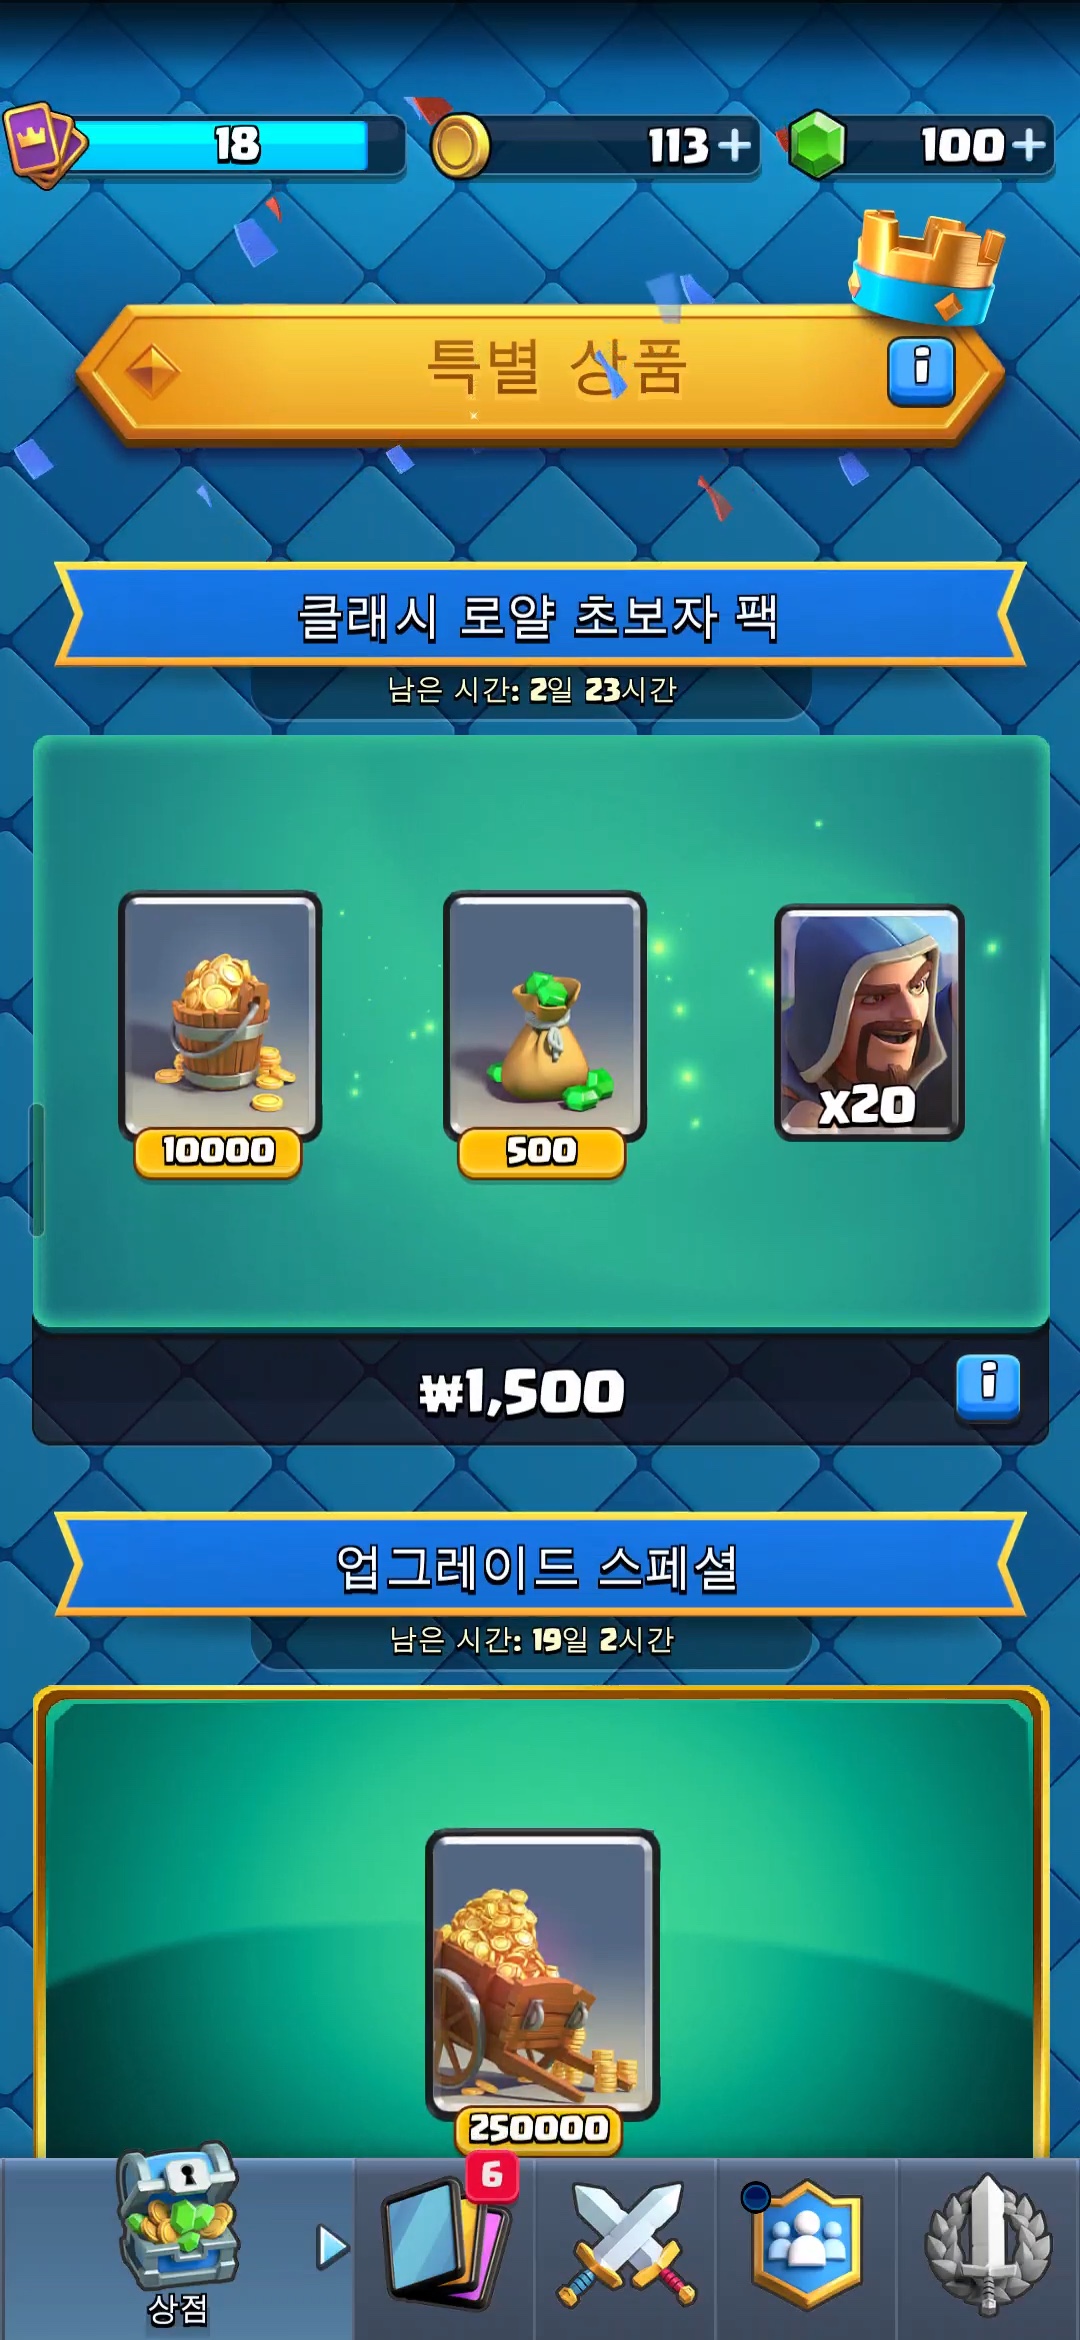 18
113
100
특별 상품
클래시 로얄 초보자 팩
남은 시간: 2일 23시간
10000
500
x20
₩1,500
업그레이드 스페셜
남은 시간: 19일 2시간
250000
6
상점